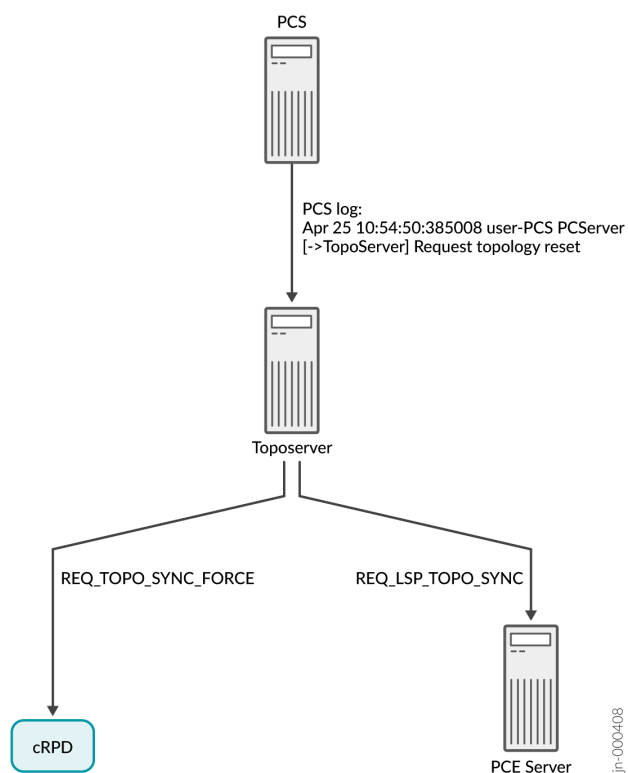 PCS
PCS log:
Apr 25 10:54:50:385008 user-PCS PCServer
[->TopoServer] Request topology reset
Toposerver
REQ_TOPO_SYNC_FORCE
REQ_LSP_TOPO_SYNC
cRPD
PCE Server
jn-000408